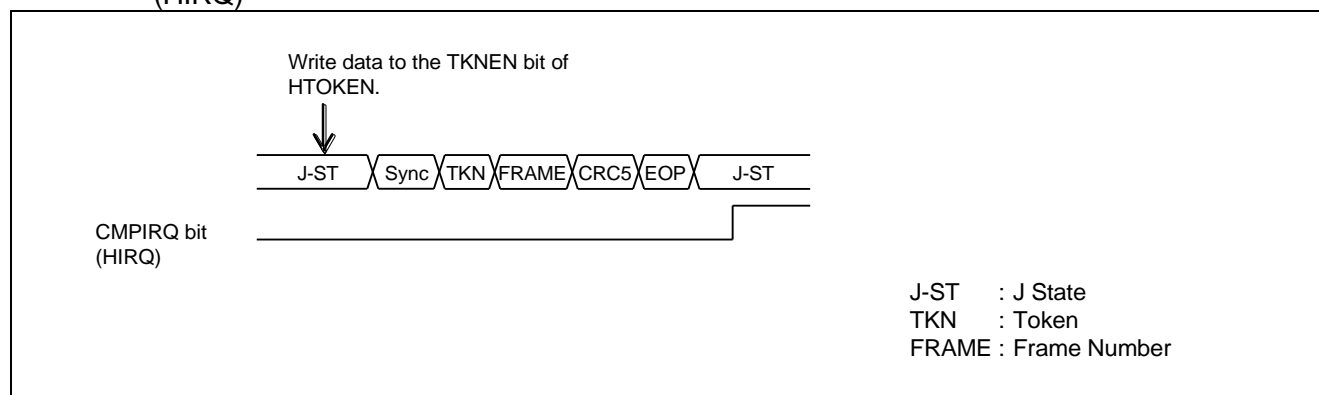 (HIRQ)
Write data to the TKNEN bit of
HTOKEN.
J-ST Sync TKN FRAME CRC5 EOP J-ST
CMPIRQ bit
(HIRQ)
J-ST : J State
TKN : Token
FRAME : Frame Number